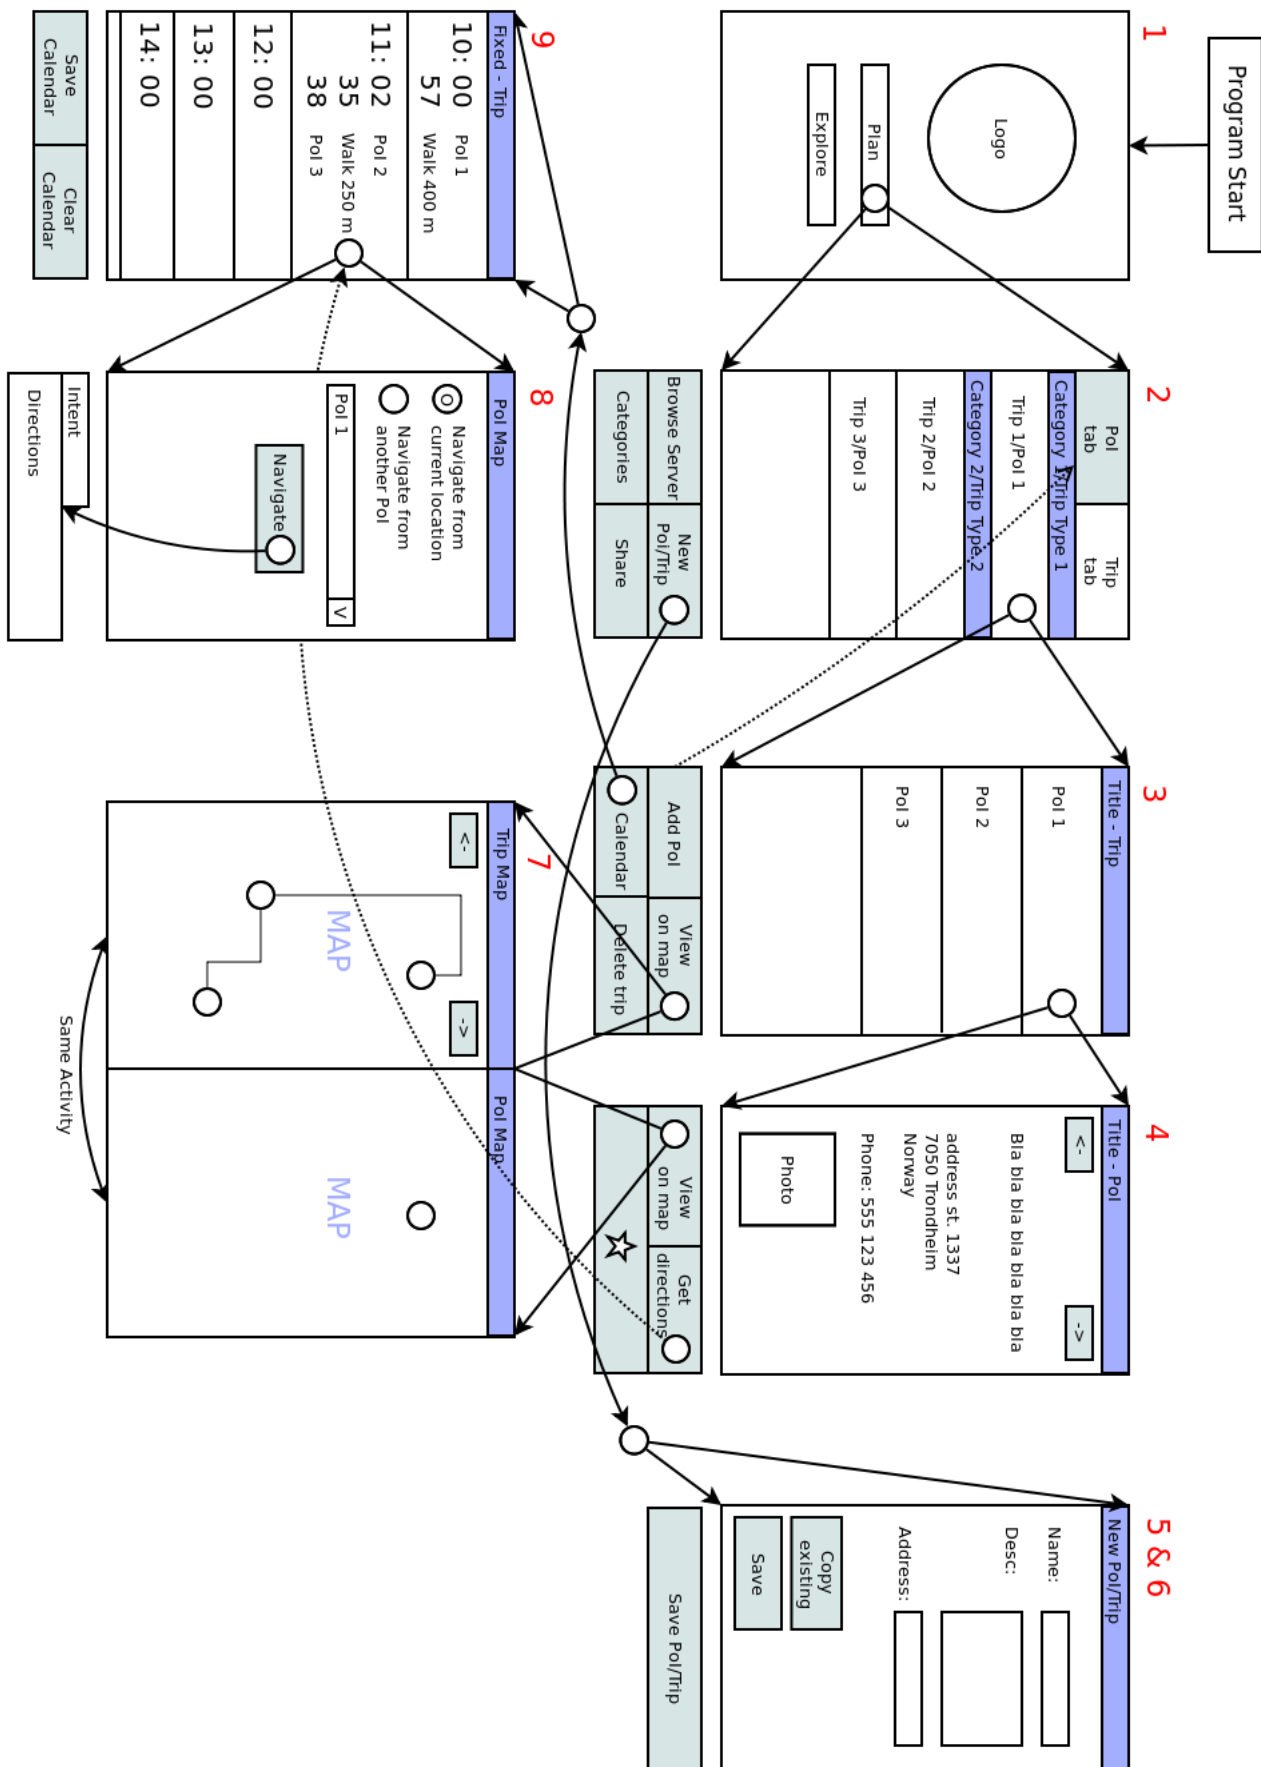 Program Start
1
Logo
Plan
Explore
2
PoI
tab
Trip
tab
Category 1/Trip Type 1
Trip 1/PoI 1
Category 2/Trip Type 2
Trip 2/PoI 2
Trip 3/PoI 3
Browse Server
New
Poi/Trip
Categories
Share
3
Title - Trip
PoI 1
PoI 2
PoI 3
Add PoI
View
on map
Calendar
Delete trip
4
Title - PoI
<-
->
Bla bla bla bla bla bla bla
address st. 1337
7050 Trondheim
Norway
Phone: 555 123 456
Photo
View
on map
Get
directions
5 & 6
New PoI/Trip
Name:
Desc:
Address:
Copy
existing
Save
Save PoI/Trip
9
Fixed - Trip
10: 00 PoI 1
57 Walk 400 m
11: 02 PoI 2
35 Walk 250 m
38 PoI 3
12: 00
13: 00
14: 00
Save
Calendar
Clear
Calendar
8
PoI Map
O
Navigate from
current location
Navigate from
another PoI
PoI 1
V
Navigate
Intent
Directions
7
Trip Map
<-
->
MAP
PoI Map
MAP
Same Activity